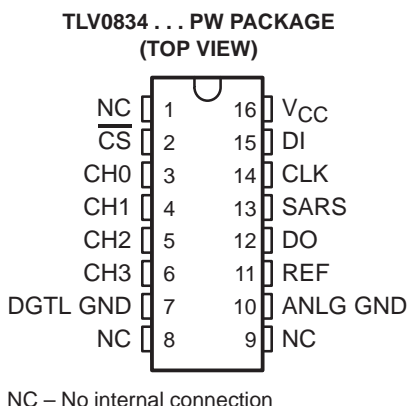 TLV0834 . . . PW PACKAGE
(TOP VIEW)
NC 1 16 VCC
CS 2 15 DI
CH0 3 14 CLK
CH1 4 13 SARS
CH2 5 12 DO
CH3 6 11 REF
DGTL GND 7 10 ANLG GND
NC 8 9 NC
NC – No internal connection